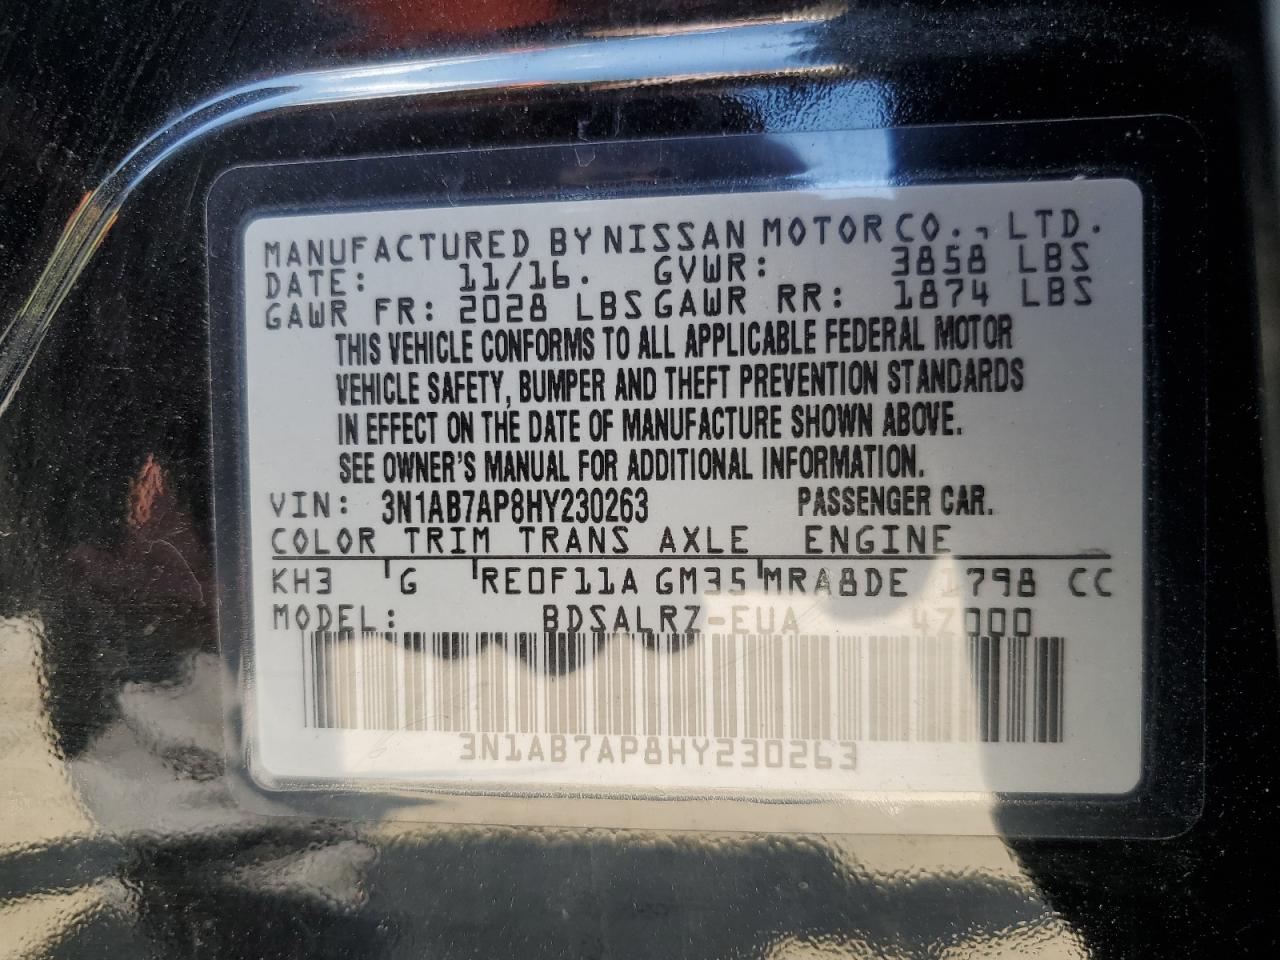 MANUFACTURED BY NISSAN MOTOR CO., LTD.
DATE: 11/16. GVWR: 3858 LBS
GAWR FR: 2028 LBS GAWR RR: 1874 LBS
THIS VEHICLE CONFORMS TO ALL APPLICABLE FEDERAL MOTOR
VEHICLE SAFETY, BUMPER AND THEFT PREVENTION STANDARDS
IN EFFECT ON THE DATE OF MANUFACTURE SHOWN ABOVE.
SEE OWNER'S MANUAL FOR ADDITIONAL INFORMATION.
VIN: 3N1AB7AP8HY230263 PASSENGER CAR.
COLOR TRIM TRANS AXLE ENGINE
KH3 G RE0F11A GM35 MRA8DE 1798 CC
MODEL: BDSALRZ-EUA 4Z000
3N1AB7AP8HY230263